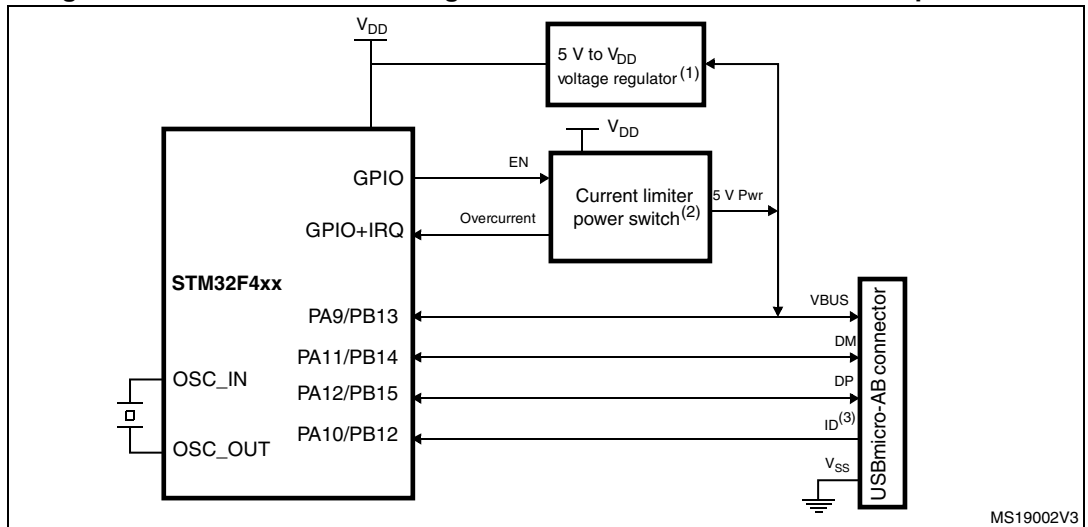 VDD
5 V to VDD
voltage regulator (1)
VDD
GPIO
EN
Current limiter
power switch(2)
5 V Pwr
GPIO+IRQ
Overcurrent
STM32F4xx
PA9/PB13
VBUS
PA11/PB14
DM
OSC_IN
PA12/PB15
DP
PA10/PB12
ID(3)
OSC_OUT
VSS
USBmicro-AB connector
MS19002V3